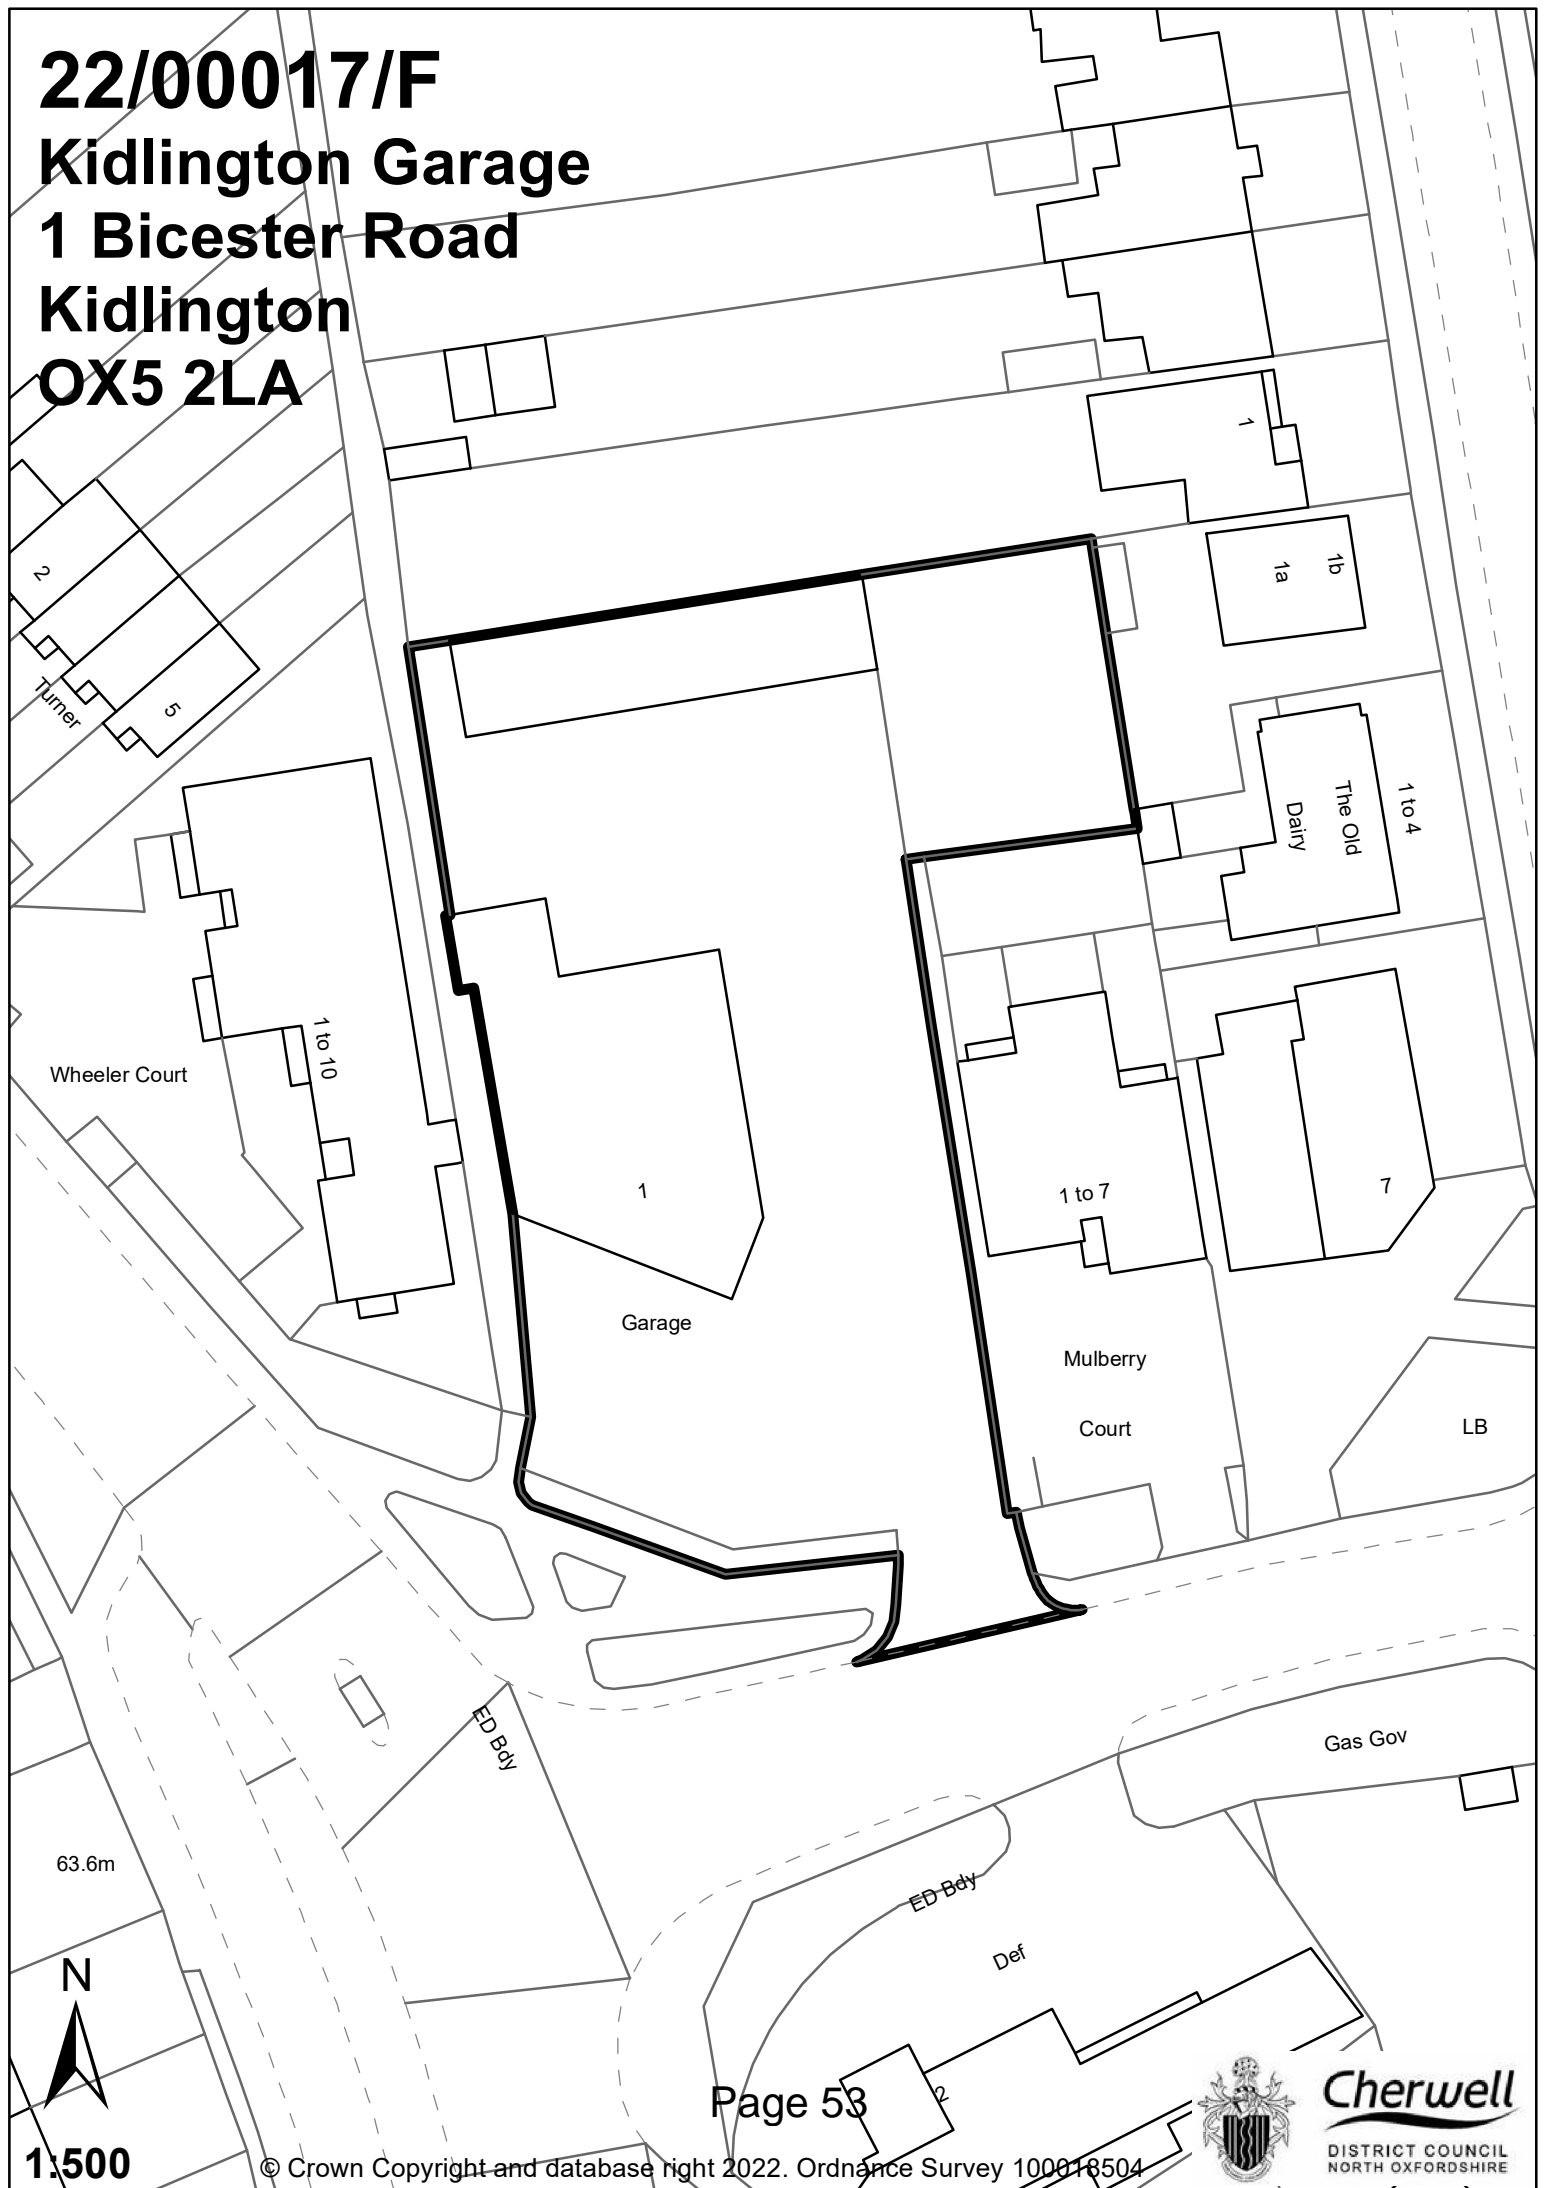 22/00017/F
Kidlington Garage
1 Bicester Road
Kidlington
OX5 2LA
1
1a
1b
2
Turner
5
The Old
Dairy
1 to 4
Wheeler Court
1 to 10
1
1 to 7
7
Garage
Mulberry
Court
LB
ED Bdy
Gas Gov
63.6m
ED Bdy
Def
N
2
Page 53
1:500
© Crown Copyright and database right 2022. Ordnance Survey 100018504
Cherwell
DISTRICT COUNCIL
NORTH OXFORDSHIRE